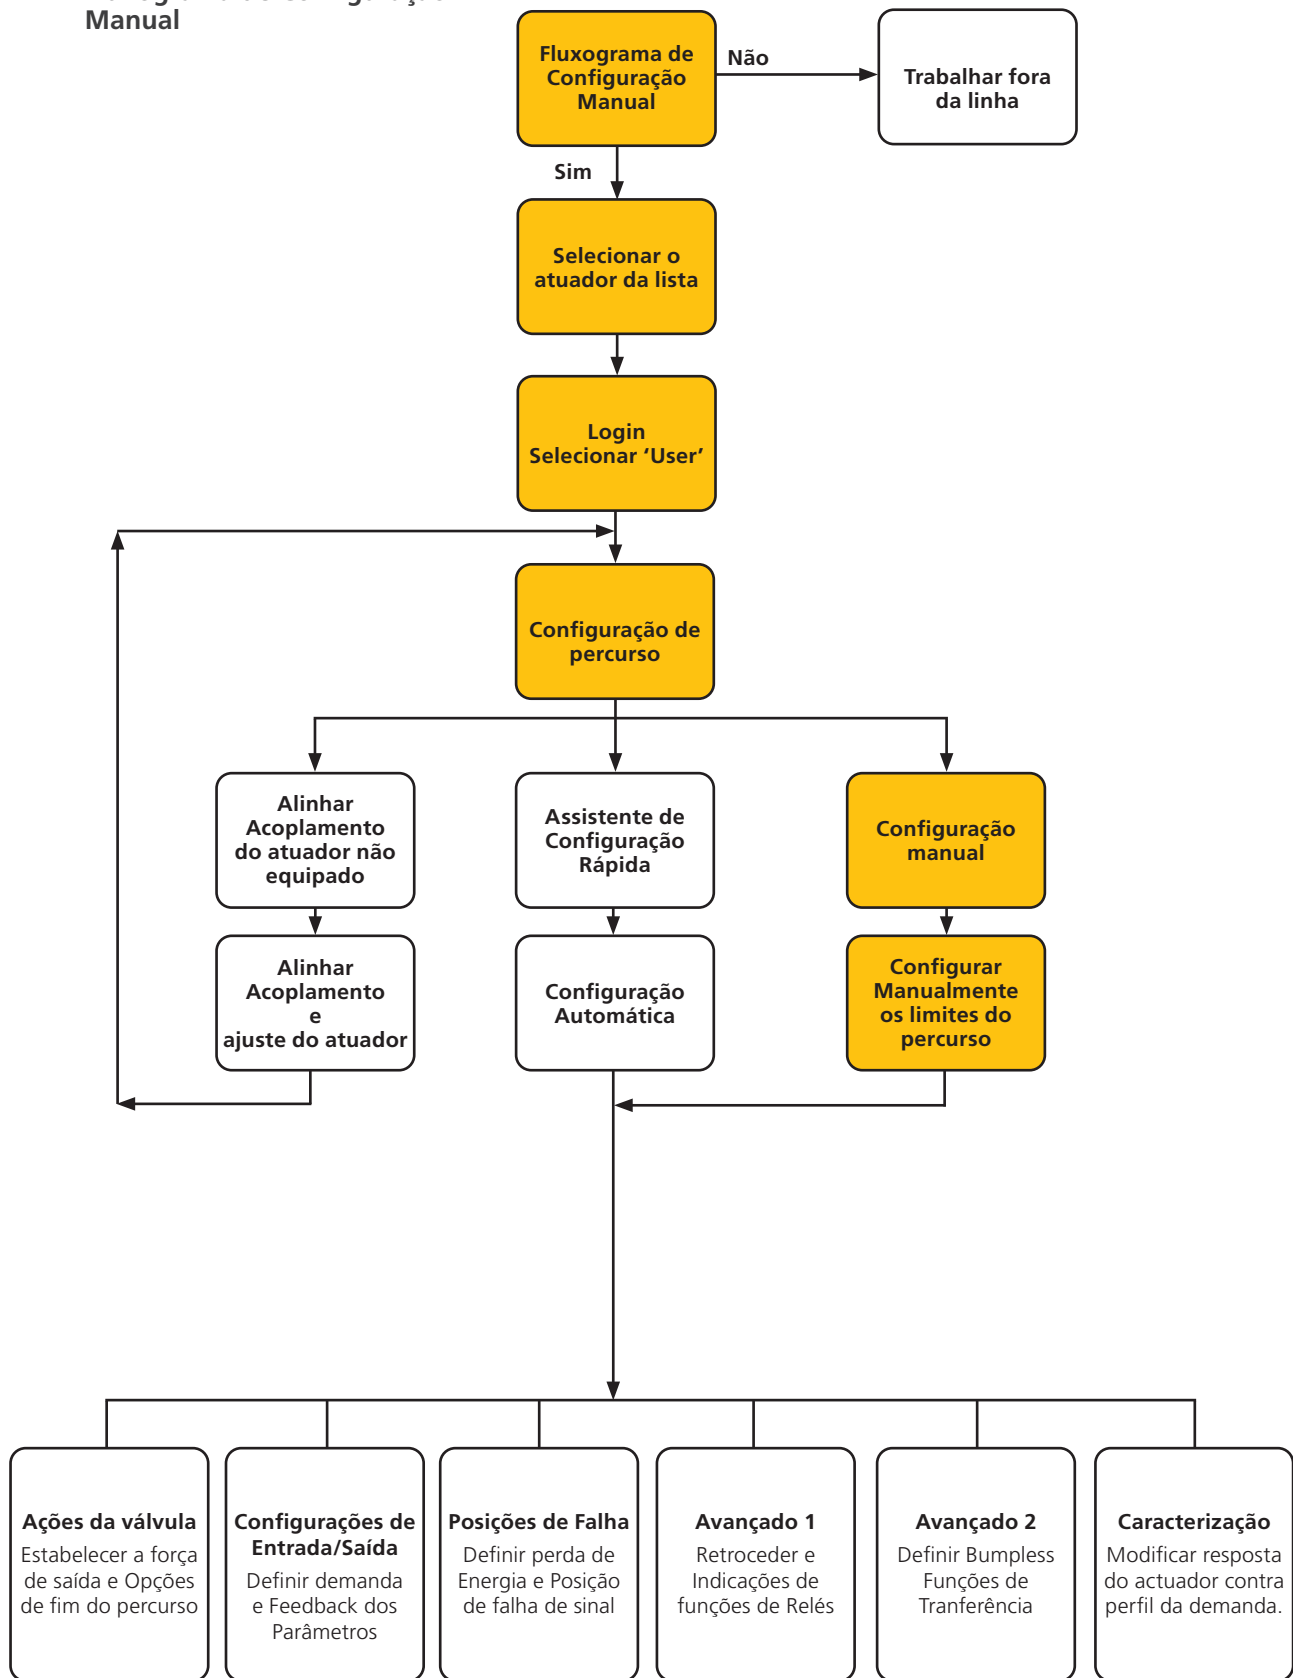 Manual
Fluxograma de
Configuração
Manual
Não
Trabalhar fora
da linha
Sim
Selecionar o
atuador da lista
Login
Selecionar ‘User’
Configuração de
percurso
Alinhar
Acoplamento
do atuador não
equipado
Assistente de
Configuração
Rápida
Configuração
manual
Alinhar
Acoplamento
e
ajuste do atuador
Configuração
Automática
Configurar
Manualmente
os limites do
percurso
Ações da válvula
Estabelecer a força
de saída e Opções
de fim do percurso
Configurações de
Entrada/Saída
Definir demanda
e Feedback dos
Parâmetros
Posições de Falha
Definir perda de
Energia e Posição
de falha de sinal
Avançado 1
Retroceder e
Indicações de
funções de Relés
Avançado 2
Definir Bumpless
Funções de
Tranferência
Caracterização
Modificar resposta
do actuador contra
perfil da demanda.